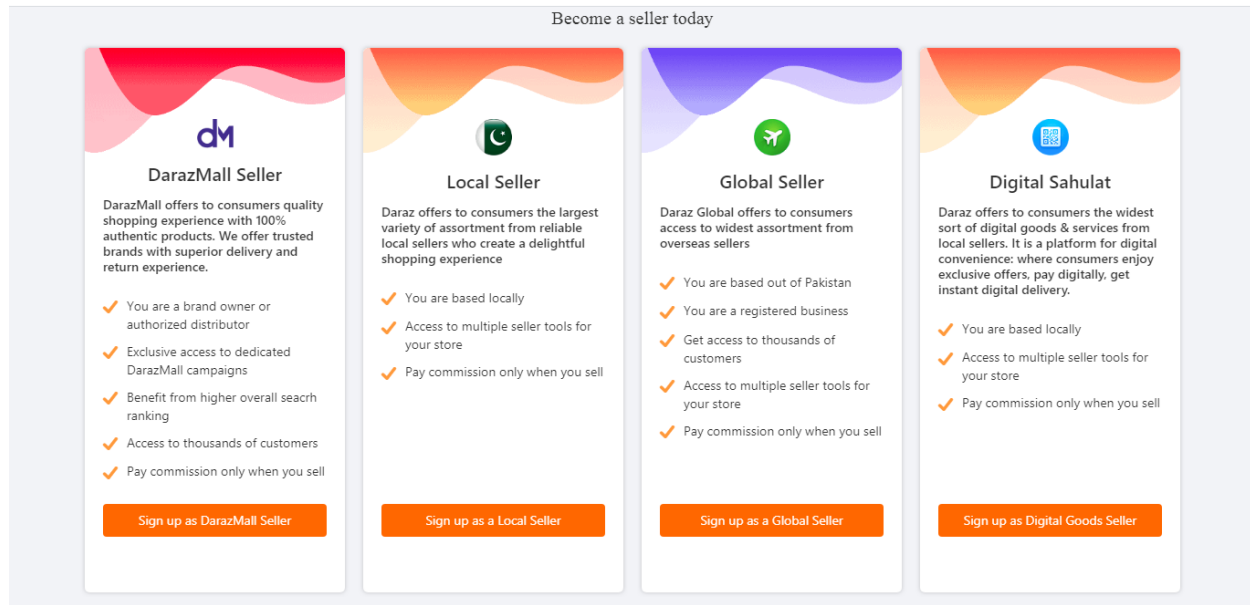 Become a seller today
DarazMall Seller
DarazMall offers to consumers quality
shopping experience with 100%
authentic products. We offer trusted
brands with superior delivery and
return experience.
You are a brand owner or
authorized distributor
Exclusive access to dedicated
DarazMall campaigns
Benefit from higher overall seacrh
ranking
Access to thousands of customers
Pay commission only when you sell
Sign up as DarazMall Seller
Local Seller
Daraz offers to consumers the largest
variety of assortment from reliable
local sellers who create a delightful
shopping experience
You are based locally
Access to multiple seller tools for
your store
Pay commission only when you sell
Sign up as a Local Seller
Global Seller
Daraz Global offers to consumers
access to widest assortment from
overseas sellers
You are based out of Pakistan
You are a registered business
Get access to thousands of
customers
Access to multiple seller tools for
your store
Pay commission only when you sell
Sign up as a Global Seller
Digital Sahulat
Daraz offers to consumers the widest
sort of digital goods & services from
local sellers. It is a platform for digital
convenience: where consumers enjoy
exclusive offers, pay digitally, get
instant digital delivery.
You are based locally
Access to multiple seller tools for
your store
Pay commission only when you sell
Sign up as Digital Goods Seller